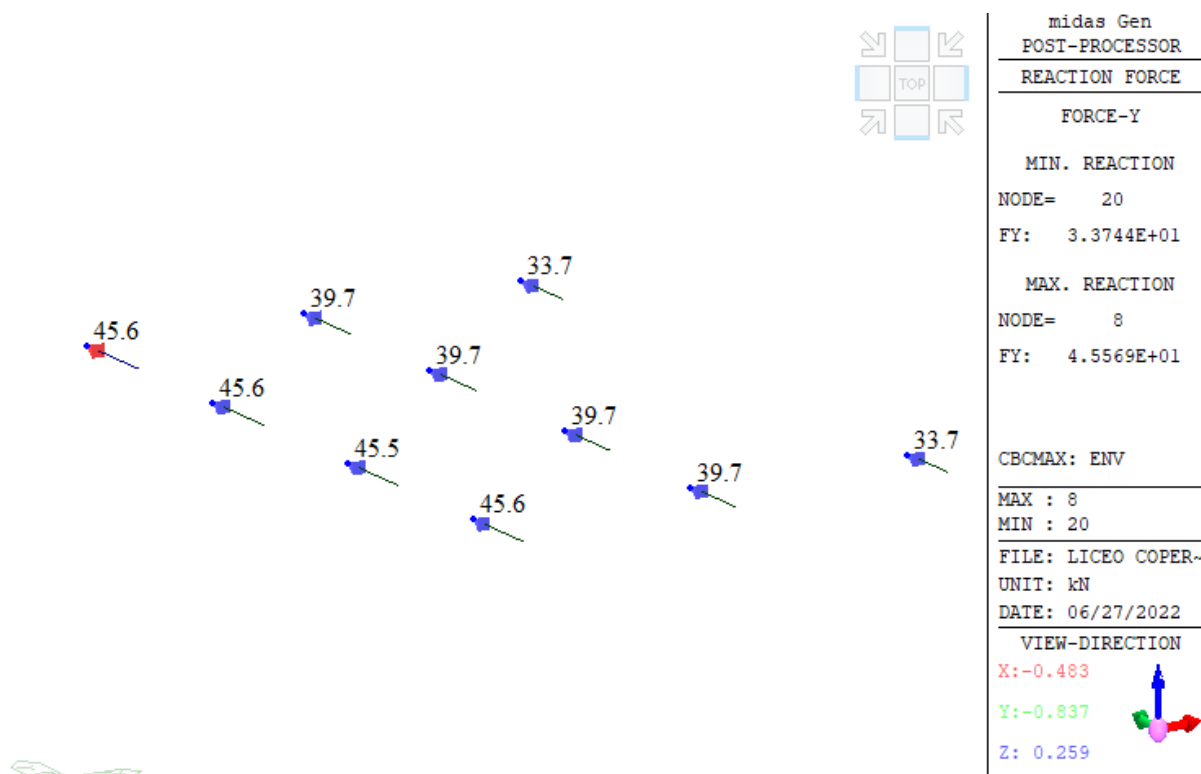 TOP
33.7
39.7
45.6
39.7
45.6
39.7
45.5
33.7
39.7
45.6
midas Gen
POST-PROCESSOR
REACTION FORCE
FORCE-Y
MIN. REACTION
NODE= 20
FY: 3.3744E+01
MAX. REACTION
NODE= 8
FY: 4.5569E+01
CBCMAX: ENV
MAX : 8
MIN : 20
FILE: LICEO COPER~
UNIT: kN
DATE: 06/27/2022
VIEW-DIRECTION
X:-0.483
Y:-0.837
Z: 0.259